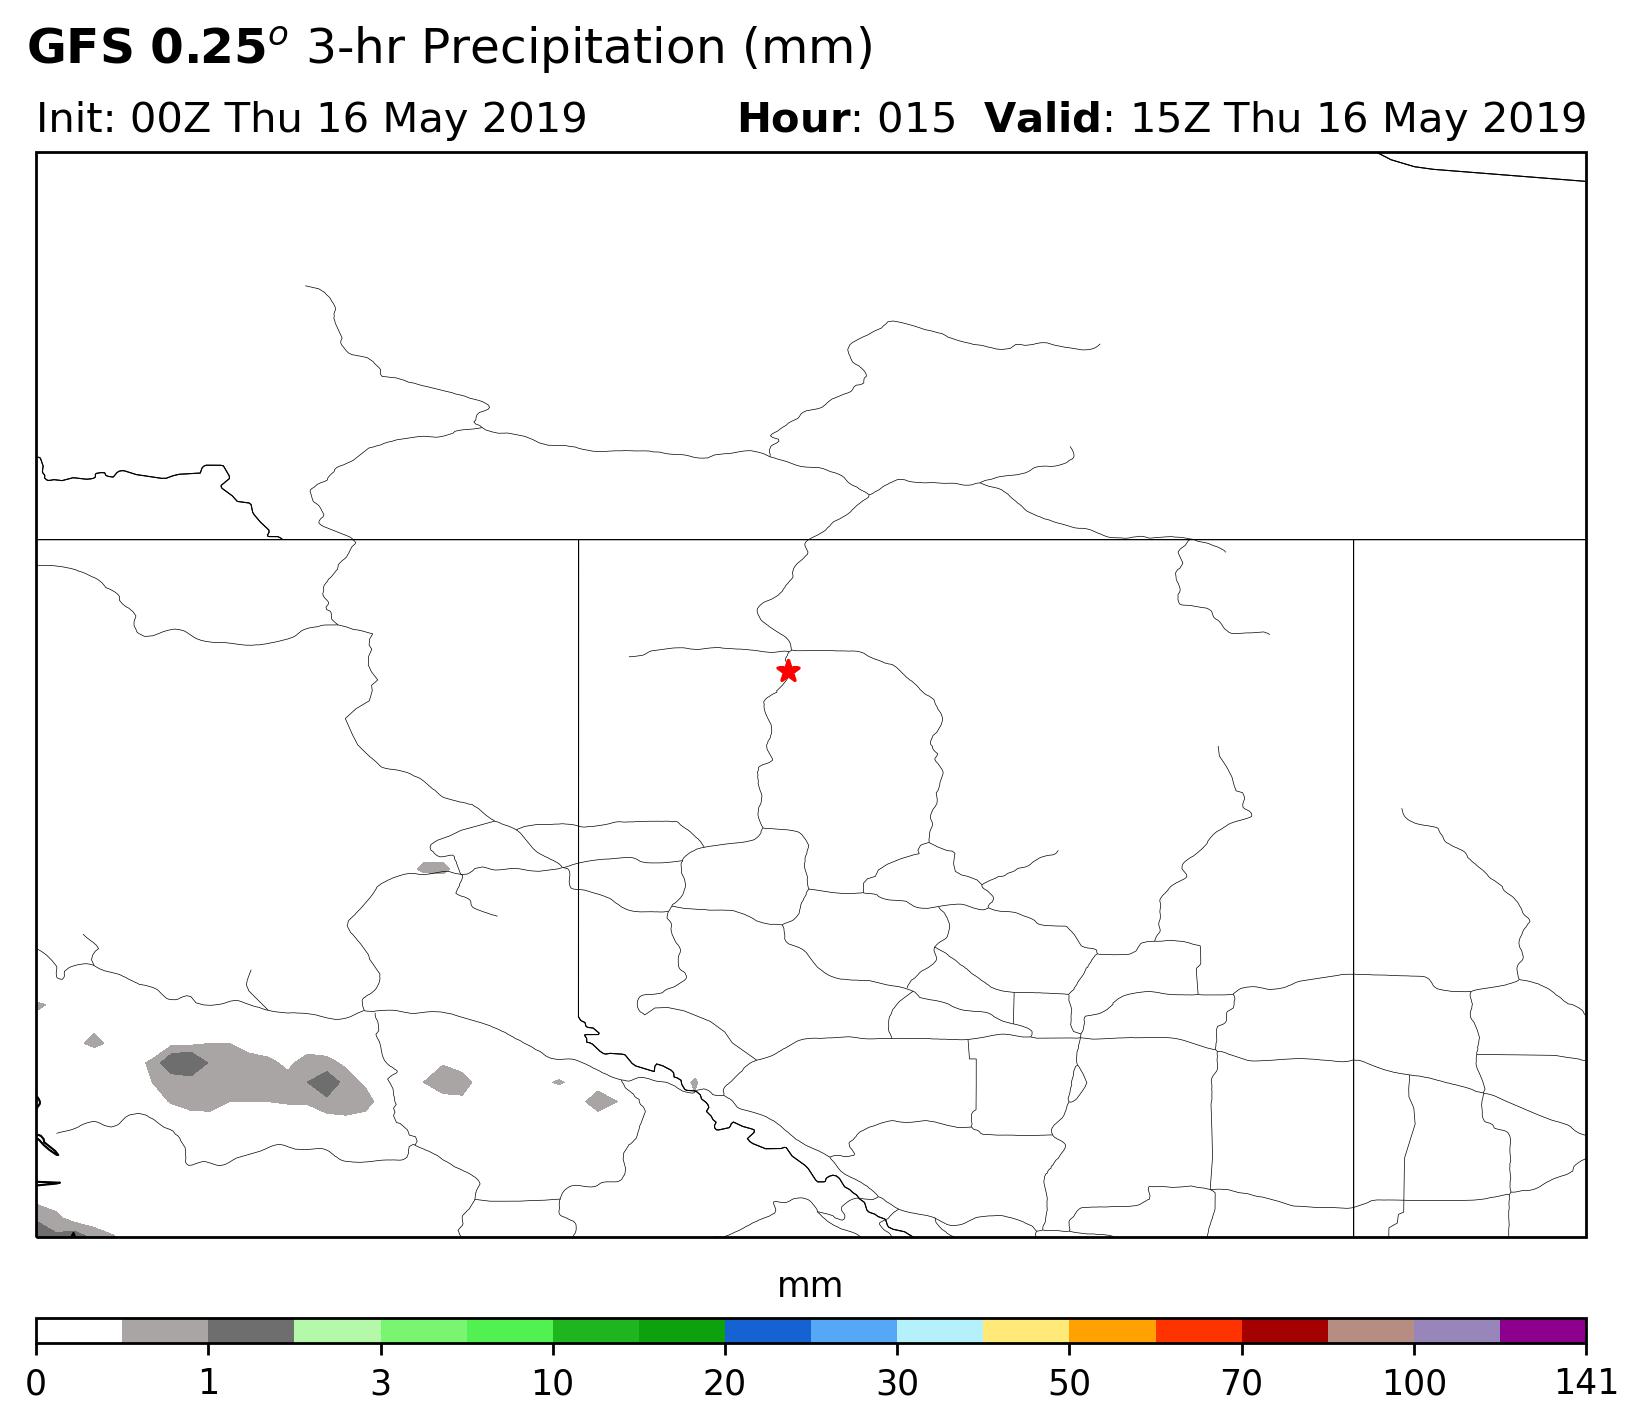 GFS 0.25° 3-hr Precipitation (mm)
Init: 00Z Thu 16 May 2019 Hour: 015 Valid: 15Z Thu 16 May 2019
mm
0 1 3 10 20 30 50 70 100 141